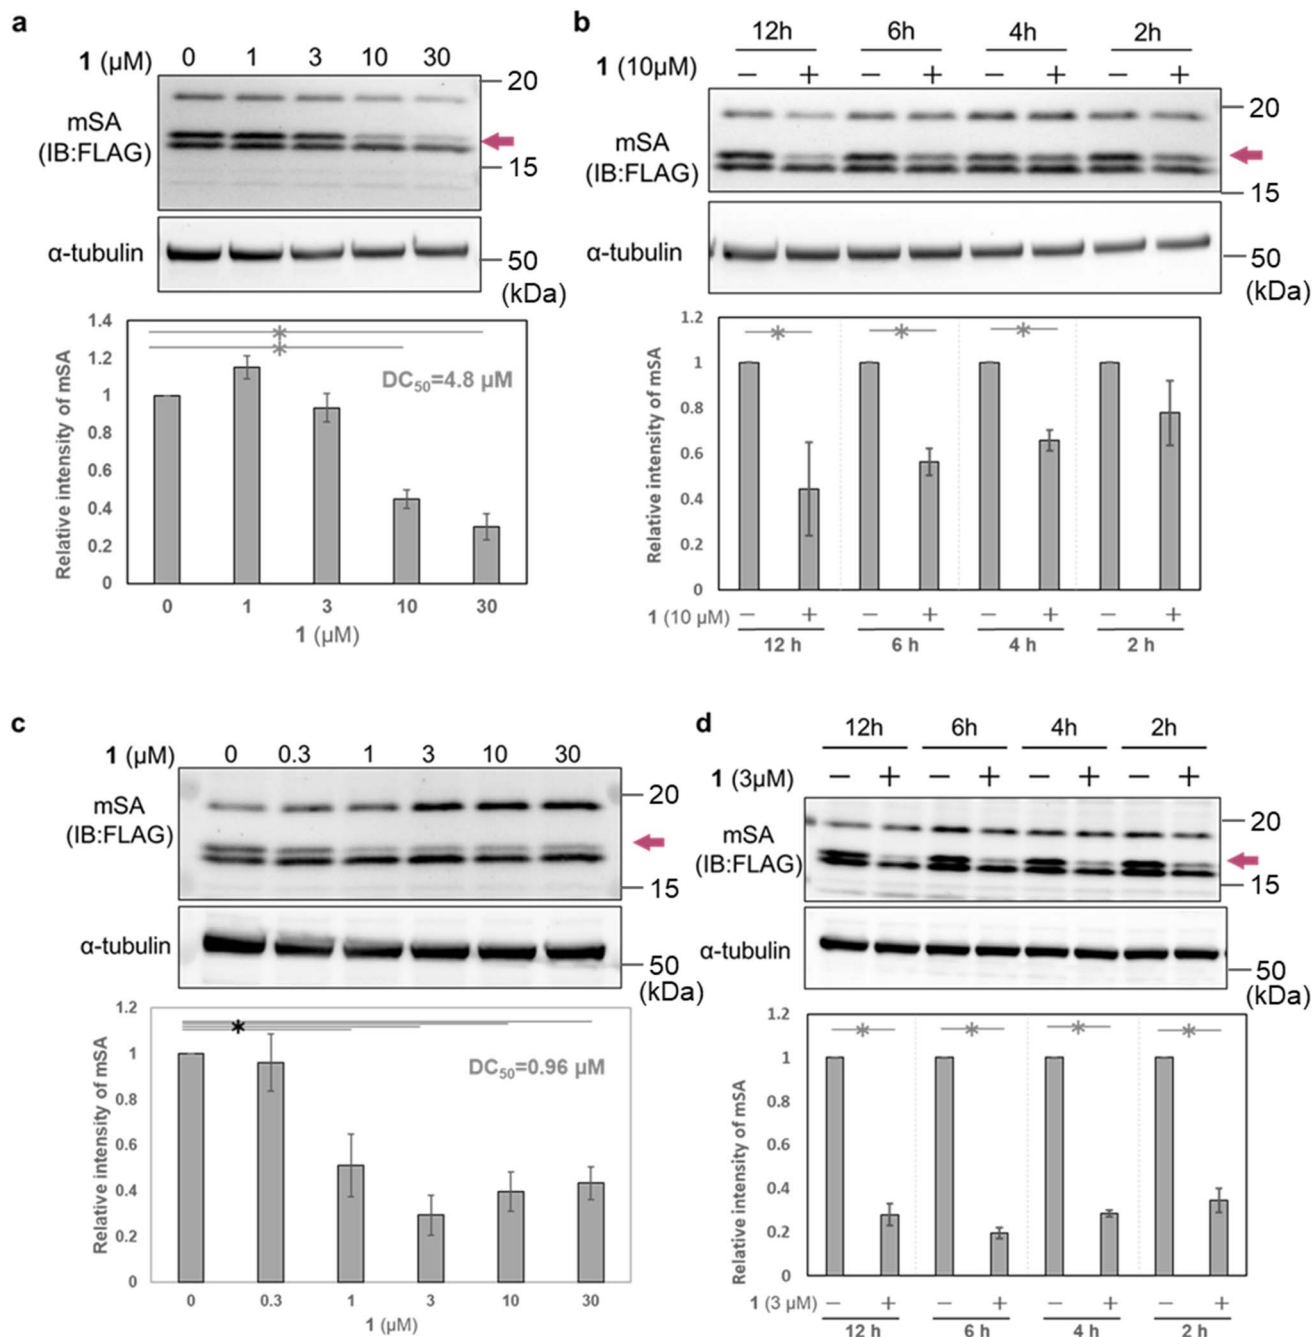 a
1 (μM) 0 1 3 10 30
20
mSA
(IB:FLAG)
15
α-tubulin
50
(kDa)
1.4
1.2
1
0.8
0.6
0.4
0.2
0
Relative intensity of mSA
*
*
DC50=4.8 μM
0 1 3 10 30
1 (μM)
b
12h 6h 4h 2h
1 (10μM) − + − + − + − +
20
mSA
(IB:FLAG)
15
α-tubulin
50
(kDa)
1.2
1
0.8
0.6
0.4
0.2
0
Relative intensity of mSA
* * *
1 (10 μM) − + − + − + − +
12 h 6 h 4 h 2 h
c
1 (μM) 0 0.3 1 3 10 30
20
mSA
(IB:FLAG)
15
α-tubulin
50
(kDa)
1.2
1
0.8
0.6
0.4
0.2
0
Relative intensity of mSA
*
DC50=0.96 μM
0 0.3 1 3 10 30
1 (μM)
d
12h 6h 4h 2h
1 (3μM) − + − + − + − +
20
mSA
(IB:FLAG)
15
α-tubulin
50
(kDa)
1.2
1
0.8
0.6
0.4
0.2
0
Relative intensity of mSA
* * * *
1 (3 μM) − + − + − + − +
12 h 6 h 4 h 2 h